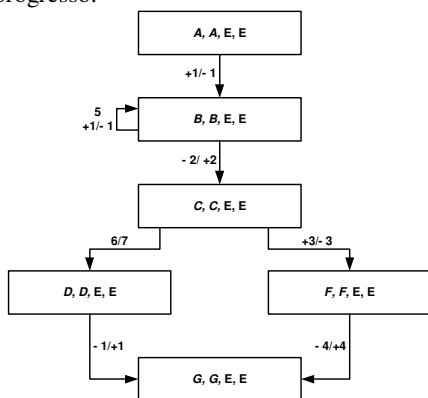 progresso.
A, A, E, E
+1/- 1
5
+1/- 1
B, B, E, E
- 2/ +2
C, C, E, E
6/7
+3/- 3
D, D, E, E
F, F, E, E
- 1/+1
- 4/+4
G, G, E, E